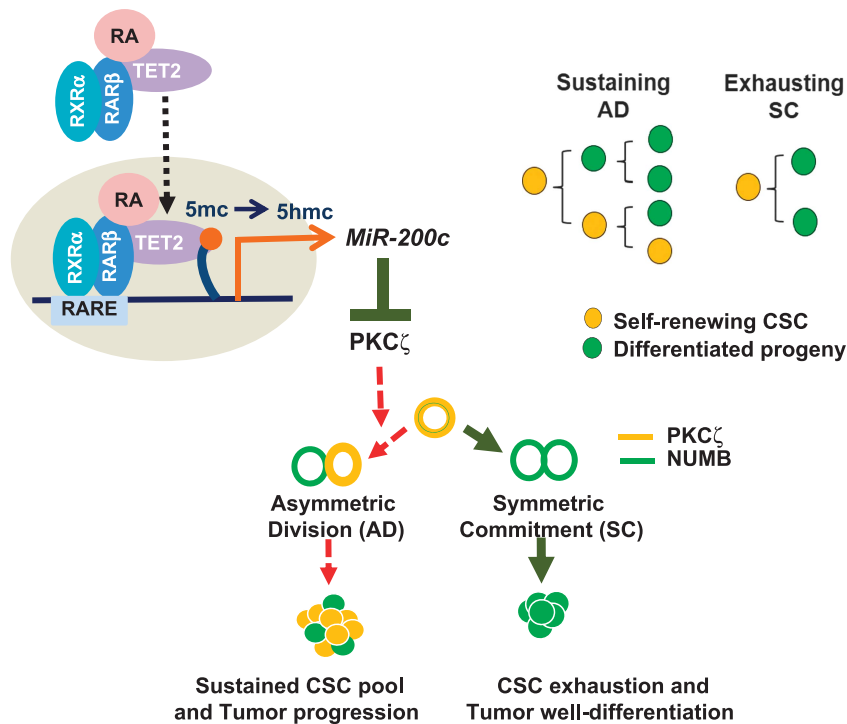 RA
TET2
RXRα
RARβ
Sustaining
AD
Exhausting
SC
RA
5mc
5hmc
TET2
RXRα
RARβ
MiR-200c
RARE
PKCζ
Self-renewing CSC
Differentiated progeny
PKCζ
NUMB
Asymmetric
Division (AD)
Symmetric
Commitment (SC)
Sustained CSC pool
and Tumor progression
CSC exhaustion and
Tumor well-differentiation